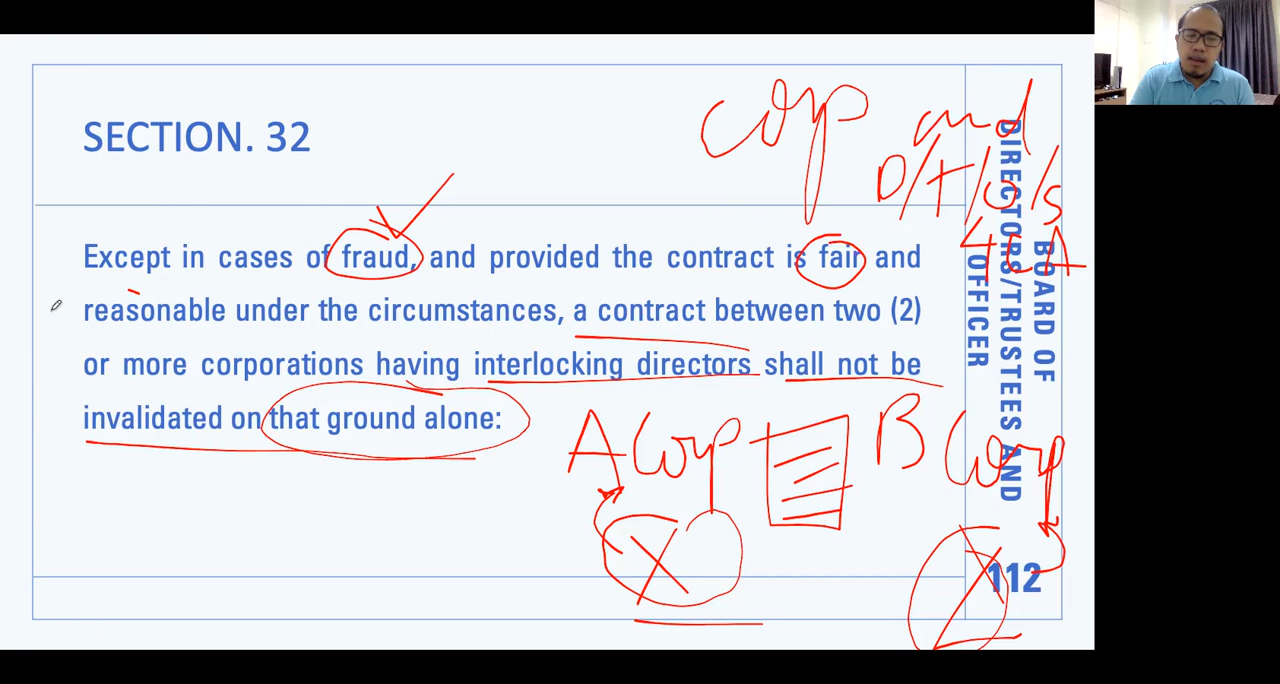 SECTION. 32
Corp and
D/T/O/S
4CA
Except in cases of fraud, and provided the contract is fair and
reasonable under the circumstances, a contract between two (2)
or more corporations having interlocking directors shall not be
invalidated on that ground alone:
A Corp
B Corp
X
X
BOARD OF
DIRECTORS/TRUSTEES AND
OFFICER
112